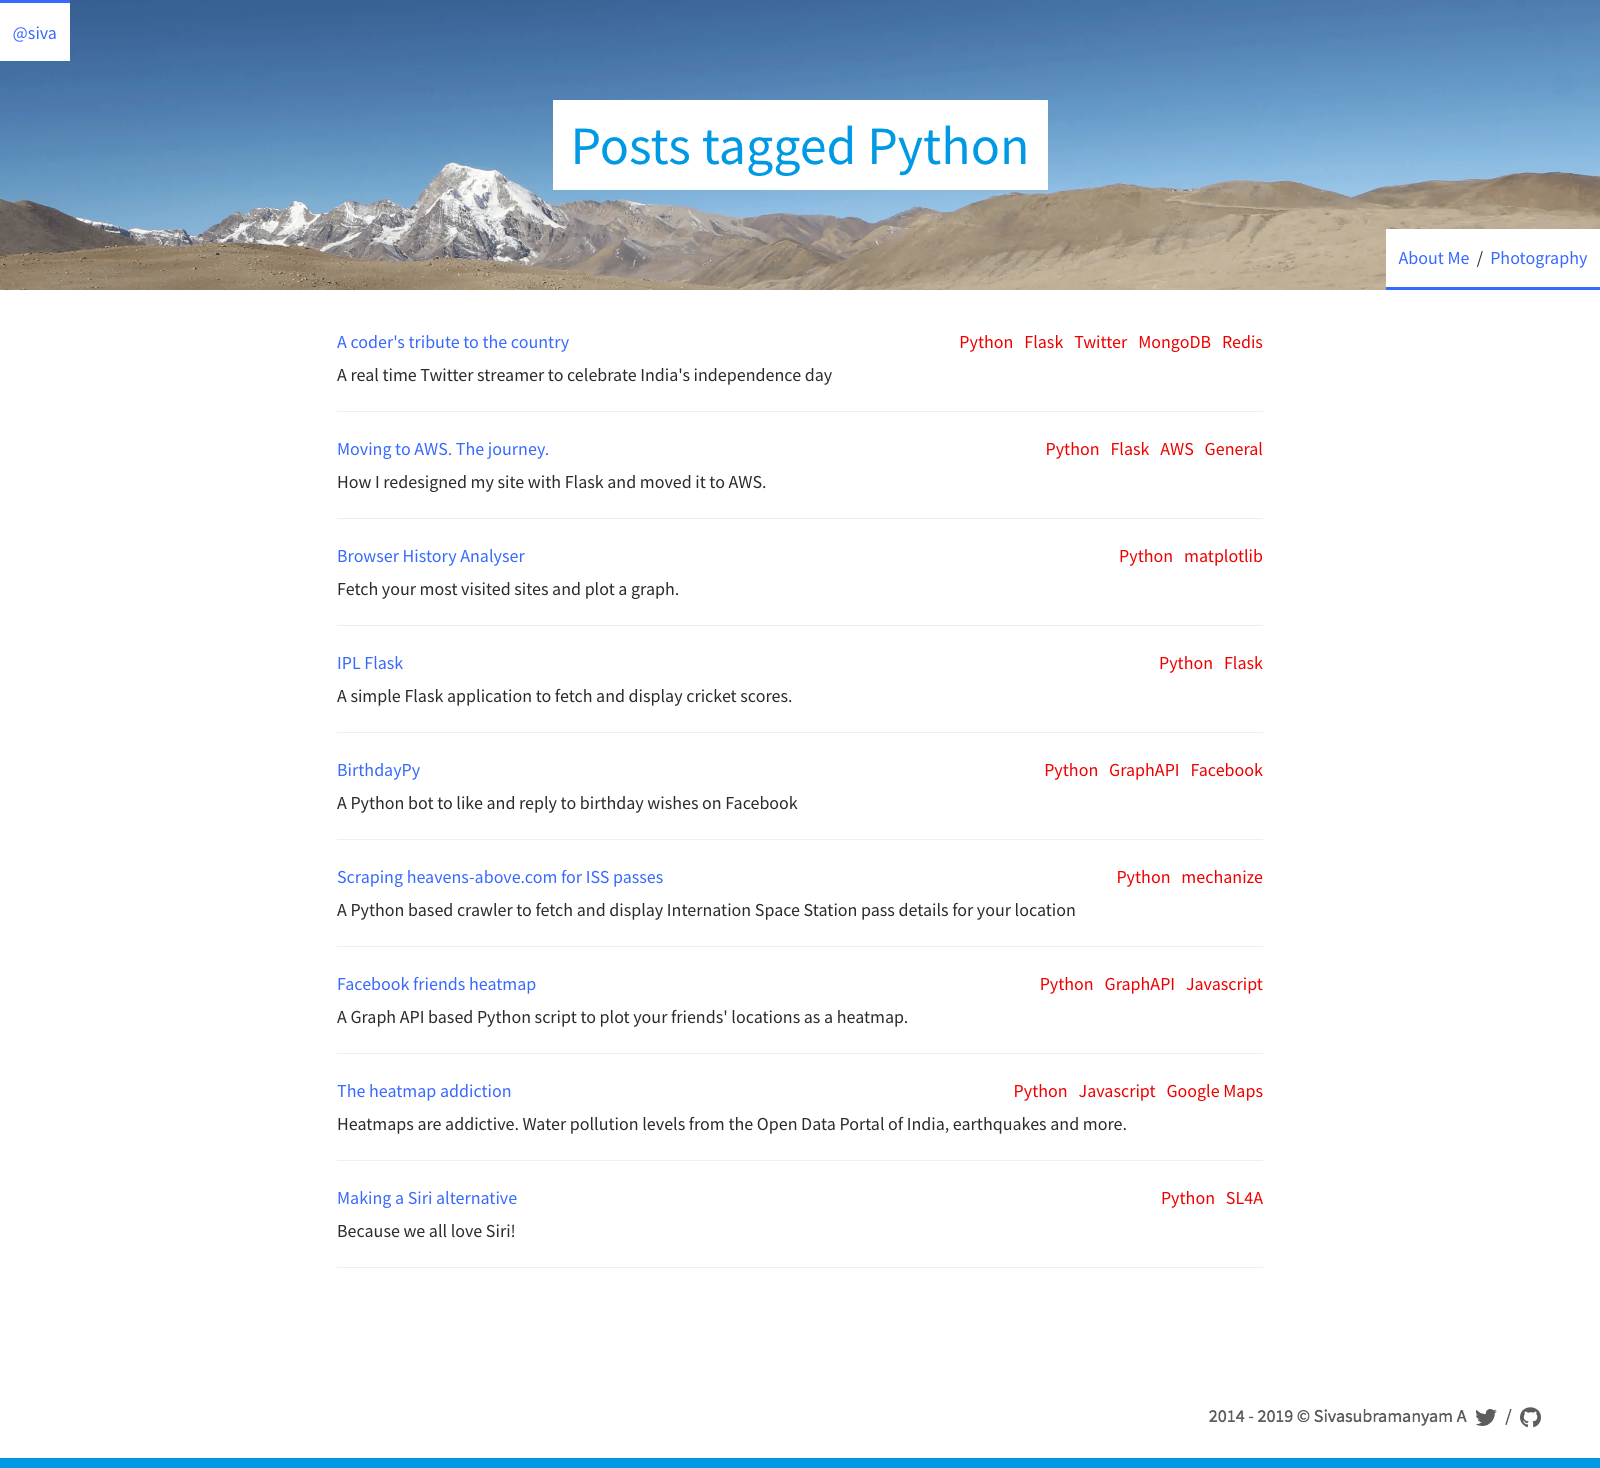 @siva
Posts tagged Python
About Me / Photography
A coder's tribute to the country Python Flask Twitter MongoDB Redis
A real time Twitter streamer to celebrate India's independence day
Moving to AWS. The journey. Python Flask AWS General
How I redesigned my site with Flask and moved it to AWS.
Browser History Analyser Python matplotlib
Fetch your most visited sites and plot a graph.
IPL Flask Python Flask
A simple Flask application to fetch and display cricket scores.
BirthdayPy Python GraphAPI Facebook
A Python bot to like and reply to birthday wishes on Facebook
Scraping heavens-above.com for ISS passes Python mechanize
A Python based crawler to fetch and display Internation Space Station pass details for your location
Facebook friends heatmap Python GraphAPI Javascript
A Graph API based Python script to plot your friends' locations as a heatmap.
The heatmap addiction Python Javascript Google Maps
Heatmaps are addictive. Water pollution levels from the Open Data Portal of India, earthquakes and more.
Making a Siri alternative Python SL4A
Because we all love Siri!
2014 - 2019 © Sivasubramanyam A /